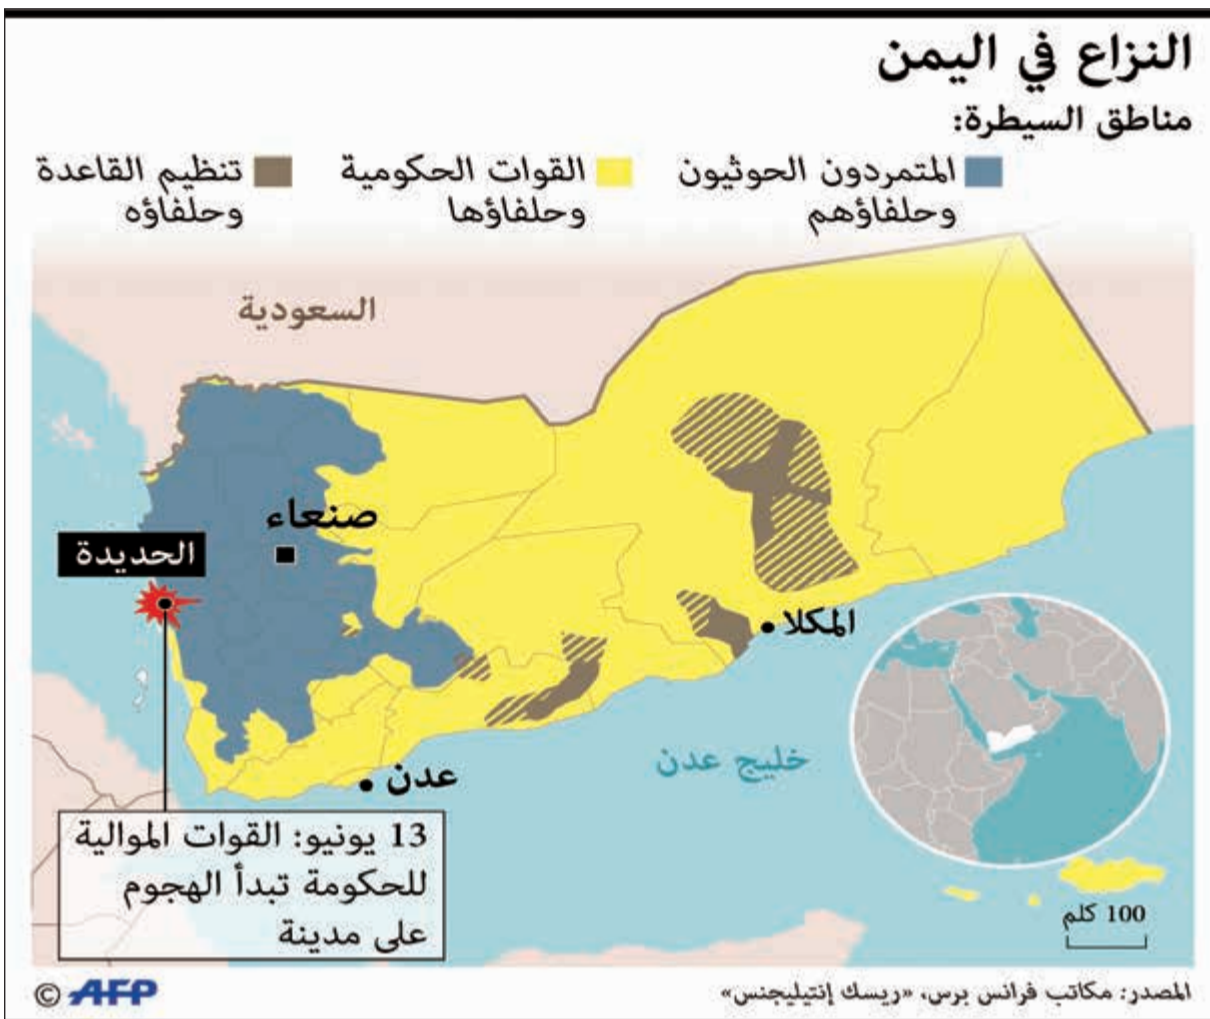 النزاع في اليمن
مناطق السيطرة:
المتمردون الحوثيون
وحلفاؤهم
القوات الحكومية
وحلفاؤها
تنظيم القاعدة
وحلفاؤه
السعودية
صنعاء
الحديدة
المكلا
خليج عدن
عدن
13 يونيو: القوات الموالية
للحكومة تبدأ الهجوم
على مدينة
100 كلم
المصدر: مكاتب فرانس برس، «ريسك إنتيليجنس»
© AFP